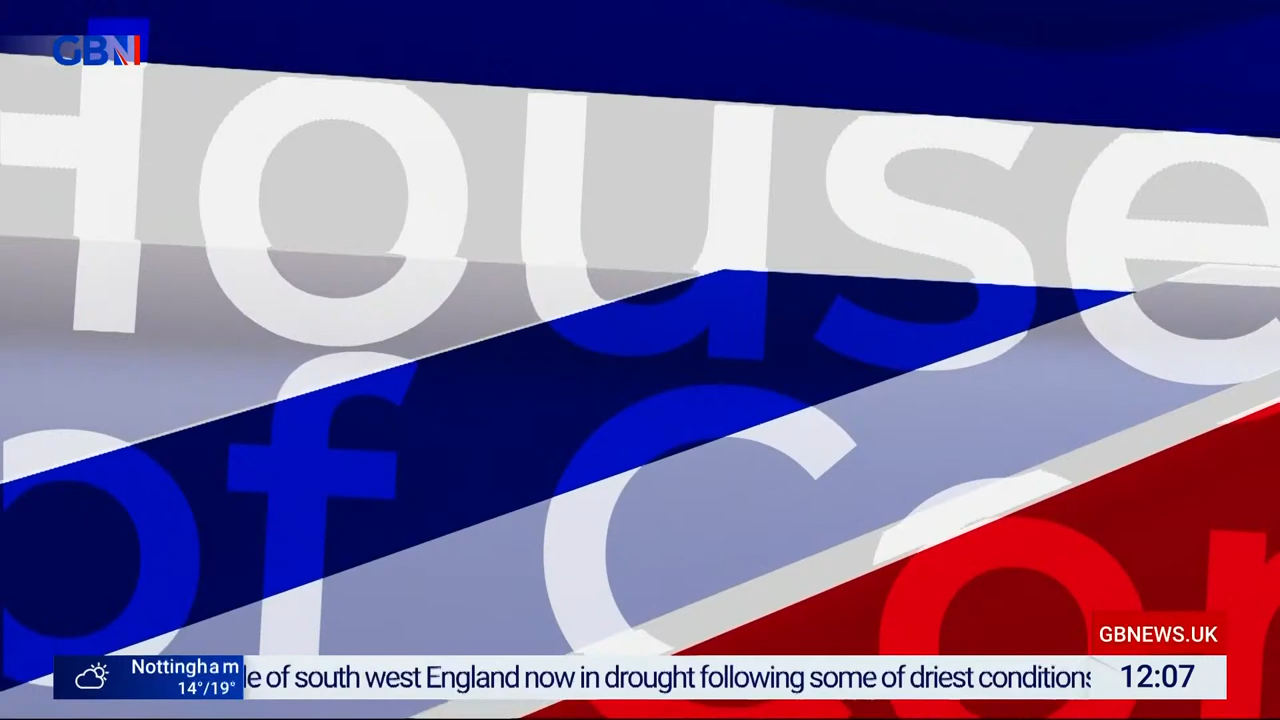 GBN
House
of Co
GBNEWS.UK
Nottingham
14°/19°
of south west England now in drought following some of driest conditions
12:07